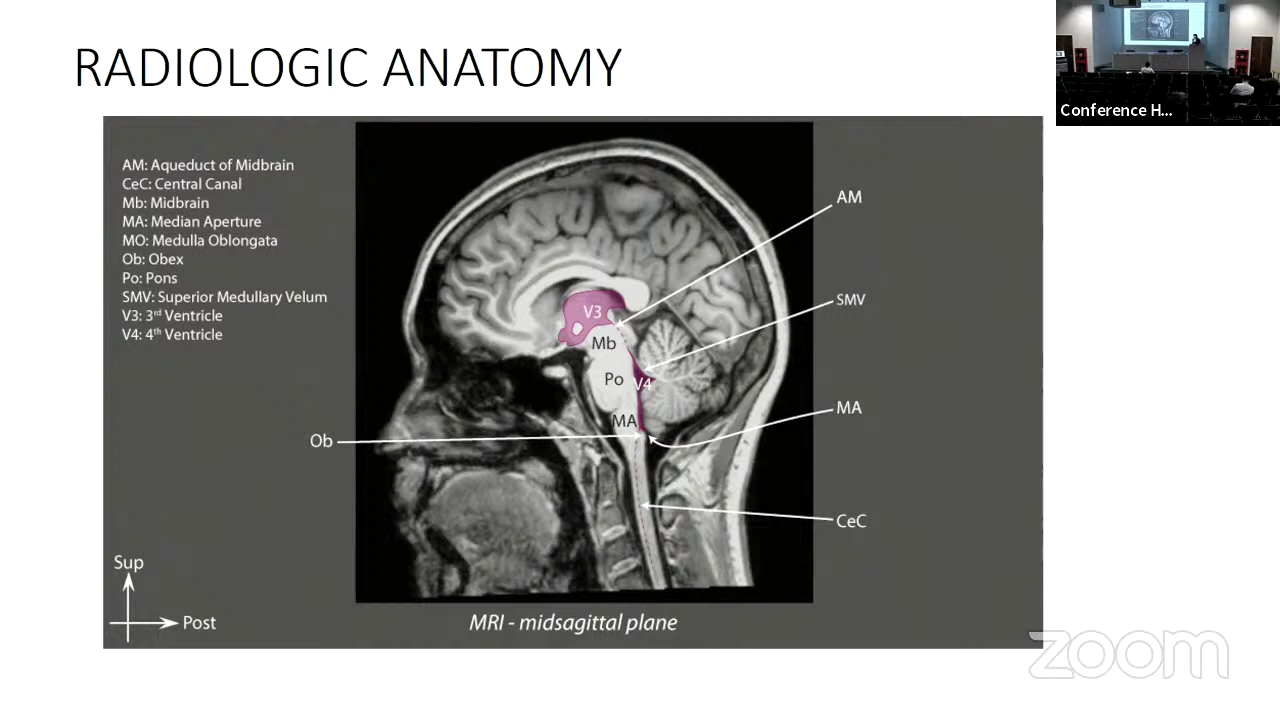 RADIOLOGIC ANATOMY
Conference H...
AM: Aqueduct of Midbrain
CeC: Central Canal
Mb: Midbrain
MA: Median Aperture
MO: Medulla Oblongata
Ob: Obex
Po: Pons
SMV: Superior Medullary Velum
V3: 3rd Ventricle
V4: 4th Ventricle
AM
SMV
V3
Mb
Po
V4
MA
MA
Ob
CeC
Sup
Post
MRI - midsagittal plane
zoom